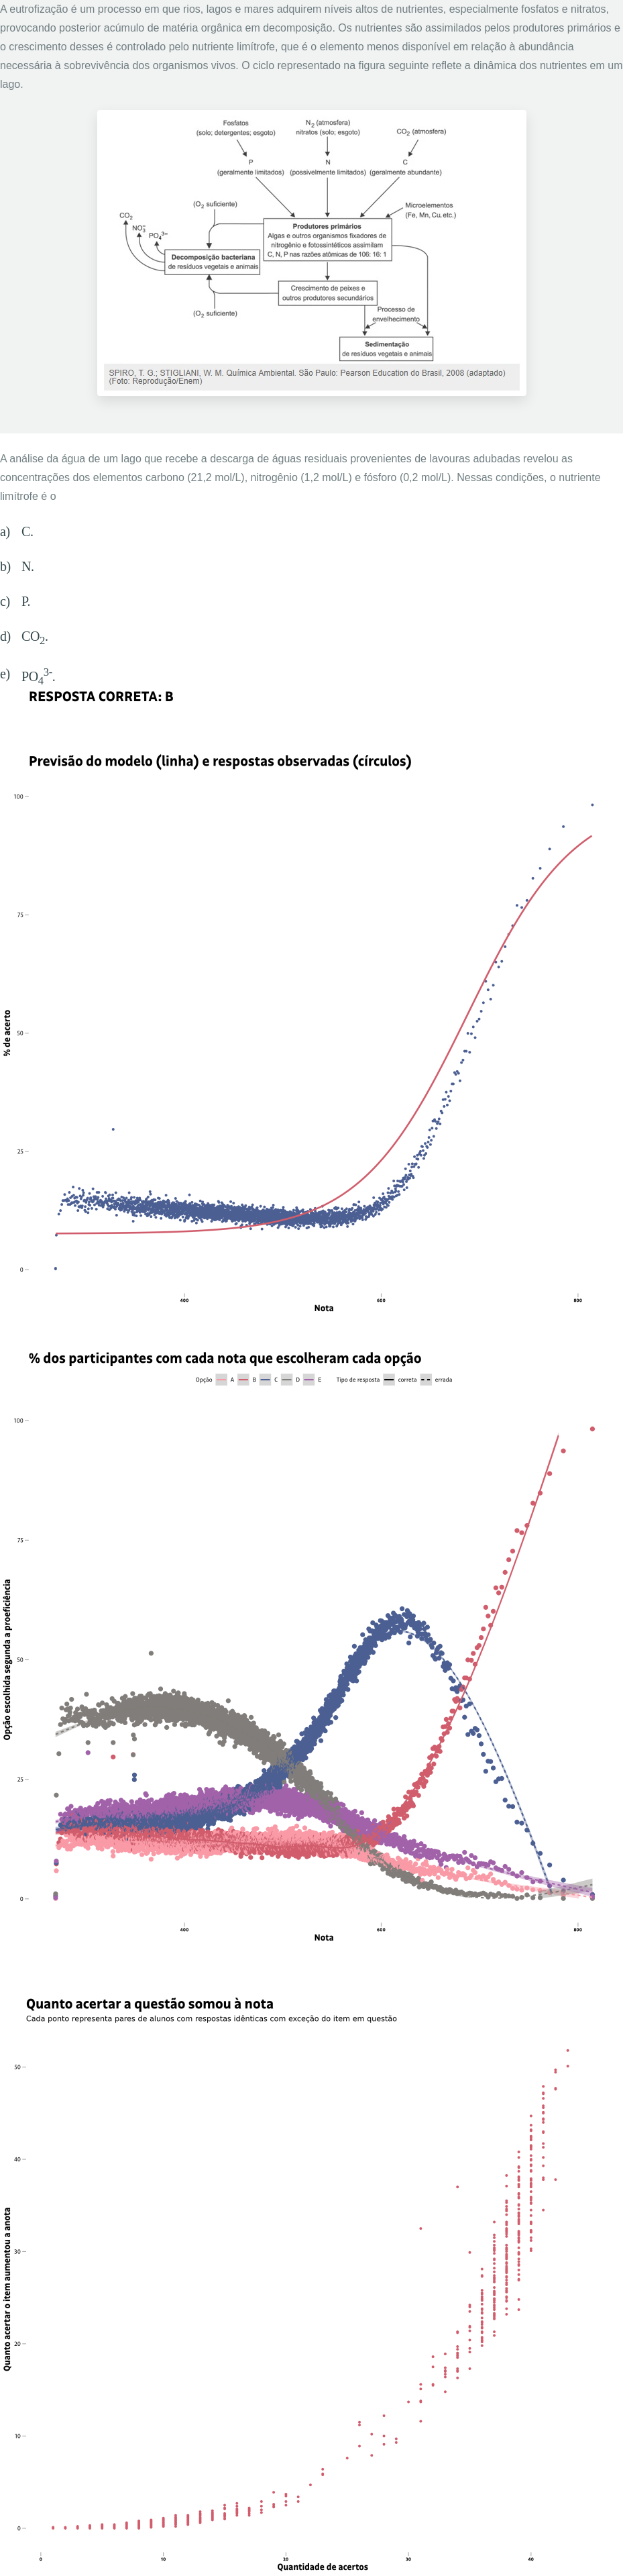 A eutrofização é um processo em que rios, lagos e mares adquirem níveis altos de nutrientes, especialmente fosfatos e nitratos,
provocando posterior acúmulo de matéria orgânica em decomposição. Os nutrientes são assimilados pelos produtores primários e
o crescimento desses é controlado pelo nutriente limítrofe, que é o elemento menos disponível em relação à abundância
necessária à sobrevivência dos organismos vivos. O ciclo representado na figura seguinte reflete a dinâmica dos nutrientes em um
lago.
Fosfatos
(solo; detergentes; esgoto)
N2 (atmosfera)
nitratos (solo; esgoto)
CO2 (atmosfera)
P
(geralmente limitados)
N
(possivelmente limitados)
C
(geralmente abundante)
(O2 suficiente)
Microelementos
(Fe, Mn, Cu, etc.)
CO2
NO3−
PO4 3−
Produtores primários
Algas e outros organismos fixadores de
nitrogênio e fotossintéticos assimilam
C, N, P nas razões atômicas de 106: 16: 1
Decomposição bacteriana
de resíduos vegetais e animais
Crescimento de peixes e
outros produtores secundários
(O2 suficiente)
Processo de
envelhecimento
Sedimentação
de resíduos vegetais e animais
SPIRO, T. G.; STIGLIANI, W. M. Química Ambiental. São Paulo: Pearson Education do Brasil, 2008 (adaptado)
(Foto: Reprodução/Enem)
A análise da água de um lago que recebe a descarga de águas residuais provenientes de lavouras adubadas revelou as
concentrações dos elementos carbono (21,2 mol/L), nitrogênio (1,2 mol/L) e fósforo (0,2 mol/L). Nessas condições, o nutriente
limítrofe é o
a) C.
b) N.
c) P.
d) CO2.
e) PO4 3-.
RESPOSTA CORRETA: B
Previsão do modelo (linha) e respostas observadas (círculos)
100
75
50
25
0
% de acerto
400 600 800
Nota
% dos participantes com cada nota que escolheram cada opção
Opção A B C D E Tipo de resposta correta errada
100
75
50
25
0
Opção escolhida segunda a proeficiência
400 600 800
Nota
Quanto acertar a questão somou à nota
Cada ponto representa pares de alunos com respostas idênticas com exceção do item em questão
50
40
30
20
10
0
Quanto acertar o item aumentou a anota
0 10 20 30 40
Quantidade de acertos